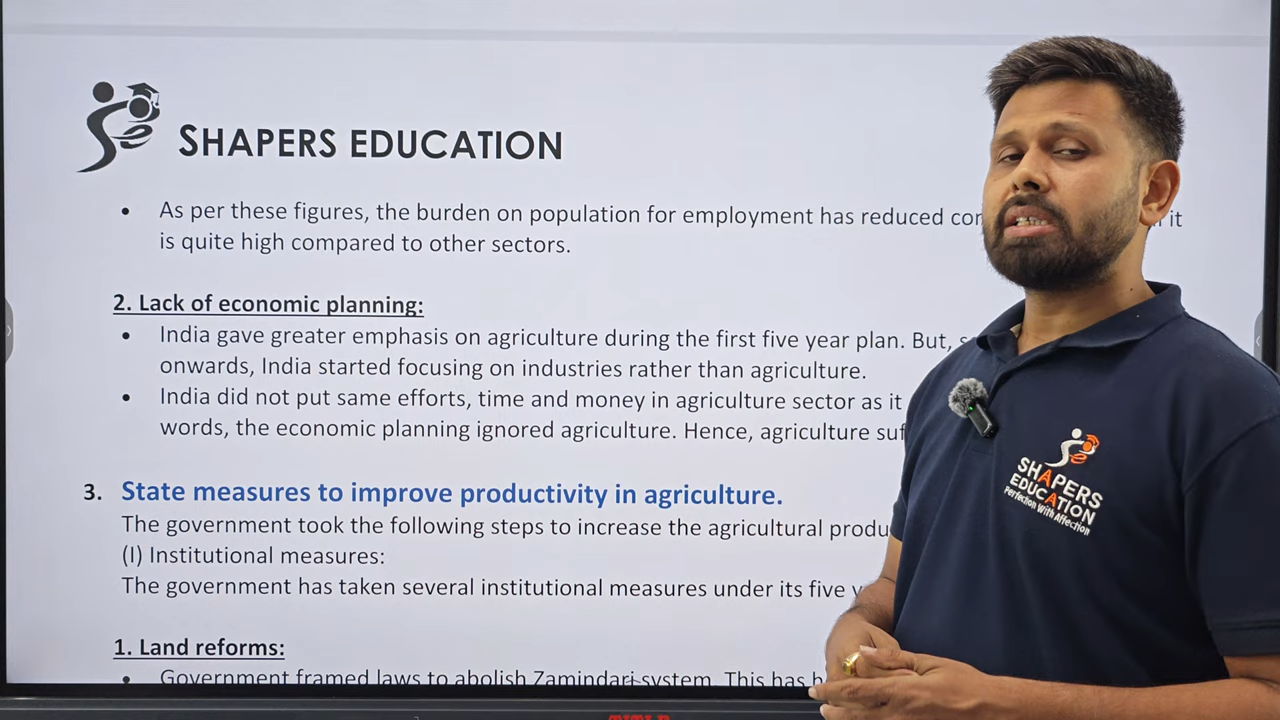 SHAPERS EDUCATION
• As per these figures, the burden on population for employment has reduced it
is quite high compared to other sectors.
2. Lack of economic planning:
• India gave greater emphasis on agriculture during the first five year plan. But,
onwards, India started focusing on industries rather than agriculture.
• India did not put same efforts, time and money in agriculture sector as it
words, the economic planning ignored agriculture. Hence, agriculture
3. State measures to improve productivity in agriculture.
The government took the following steps to increase the agricultural
(I) Institutional measures:
The government has taken several institutional measures under its five
1. Land reforms:
• Government framed laws to abolish Zamindari system. This has
SHAPERS
EDUCATION
Perfection With Affection